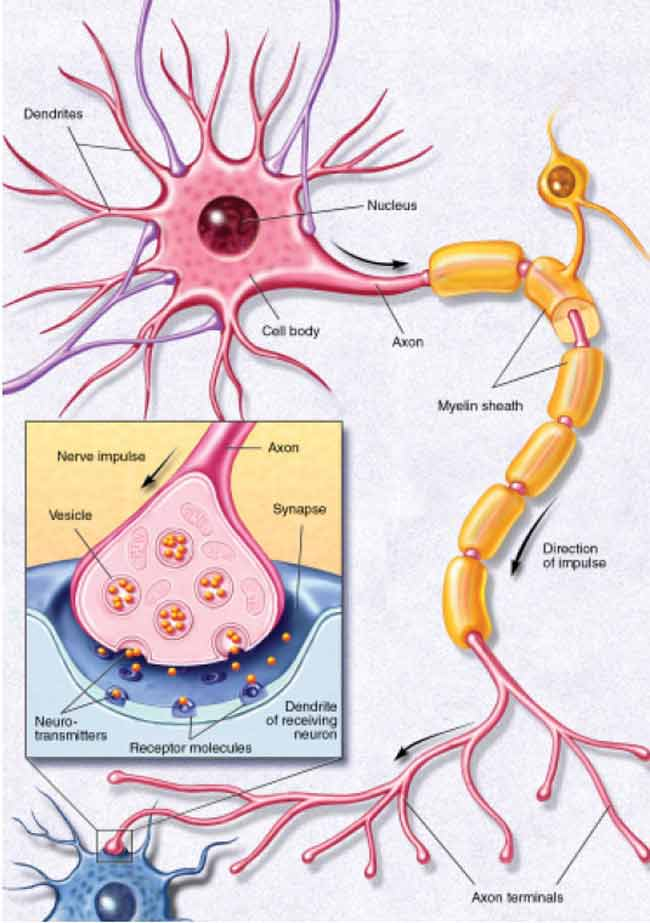 Dendrites
Nucleus
Cell body
Axon
Myelin sheath
Nerve impulse
Axon
Vesicle
Synapse
Direction
of impulse
Neuro-
transmitters
Receptor molecules
Dendrite
of receiving
neuron
Axon terminals